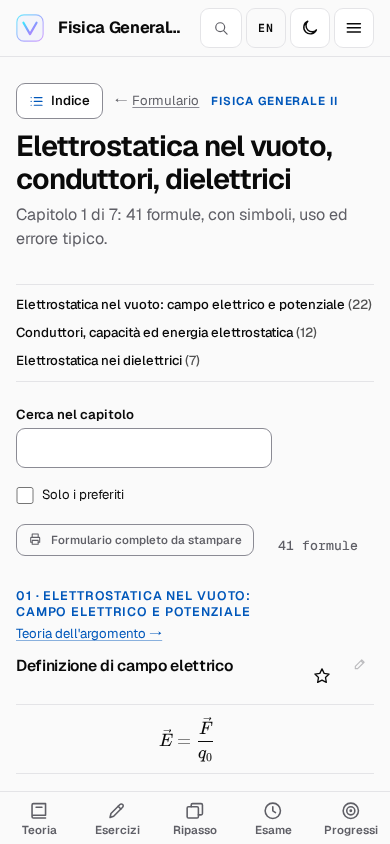 Fisica General...
EN
Indice
← Formulario
FISICA GENERALE II
Elettrostatica nel vuoto,
conduttori, dielettrici
Capitolo 1 di 7: 41 formule, con simboli, uso ed
errore tipico.
Elettrostatica nel vuoto: campo elettrico e potenziale (22)
Conduttori, capacità ed energia elettrostatica (12)
Elettrostatica nei dielettrici (7)
Cerca nel capitolo
Solo i preferiti
Formulario completo da stampare
41 formule
01 · ELETTROSTATICA NEL VUOTO:
CAMPO ELETTRICO E POTENZIALE
Teoria dell'argomento →
Definizione di campo elettrico
E⃗ = F⃗ / q₀
Teoria
Esercizi
Ripasso
Esame
Progressi